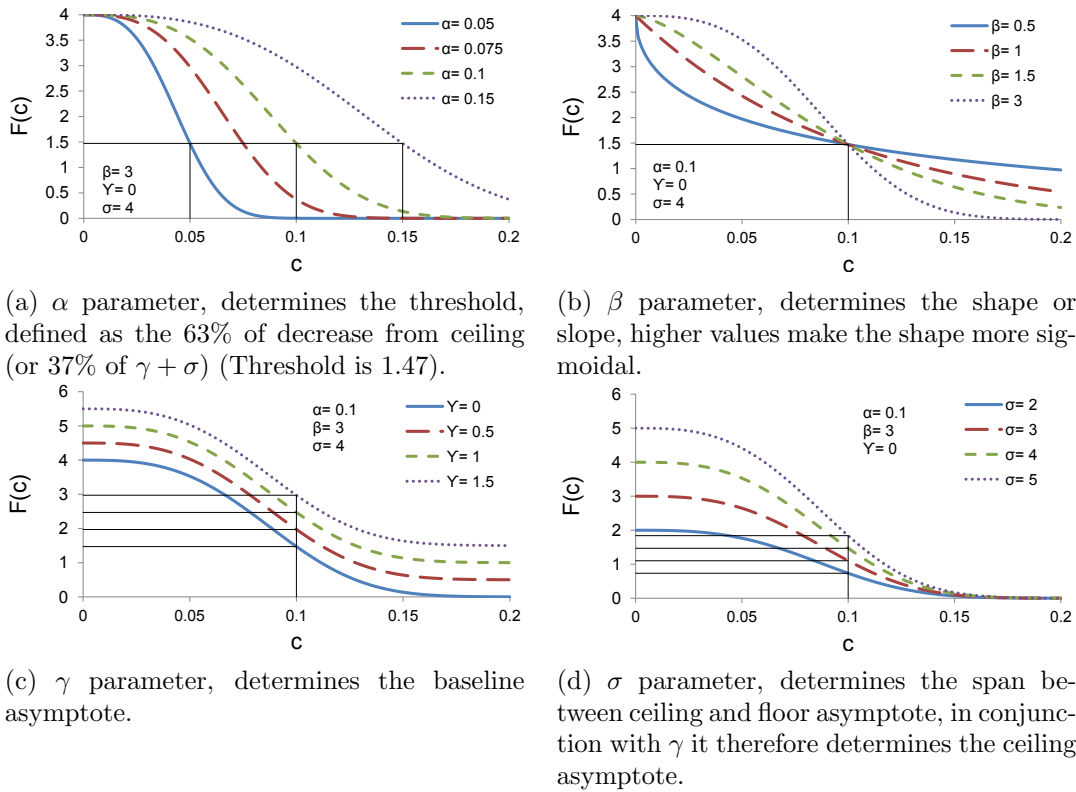 4
3.5
3
2.5
2
1.5
1
0.5
0
F(c)
0
0.05
0.1
0.15
0.2
c
α= 0.05
α= 0.075
α= 0.1
α= 0.15
β= 3
ϒ= 0
σ= 4
4
3.5
3
2.5
2
1.5
1
0.5
0
F(c)
0
0.05
0.1
0.15
0.2
c
β= 0.5
β= 1
β= 1.5
β= 3
α= 0.1
ϒ= 0
σ= 4
(a) α parameter, determines the threshold,
defined as the 63% of decrease from ceiling
(or 37% of γ + σ) (Threshold is 1.47).
(b) β parameter, determines the shape or
slope, higher values make the shape more sig-
moidal.
6
5
4
3
2
1
0
F(c)
0
0.05
0.1
0.15
0.2
c
α= 0.1
β= 3
σ= 4
ϒ= 0
ϒ= 0.5
ϒ= 1
ϒ= 1.5
6
5
4
3
2
1
0
F(c)
0
0.05
0.1
0.15
0.2
c
α= 0.1
β= 3
ϒ= 0
σ= 2
σ= 3
σ= 4
σ= 5
(c) γ parameter, determines the baseline
asymptote.
(d) σ parameter, determines the span be-
tween ceiling and floor asymptote, in conjunc-
tion with γ it therefore determines the ceiling
asymptote.